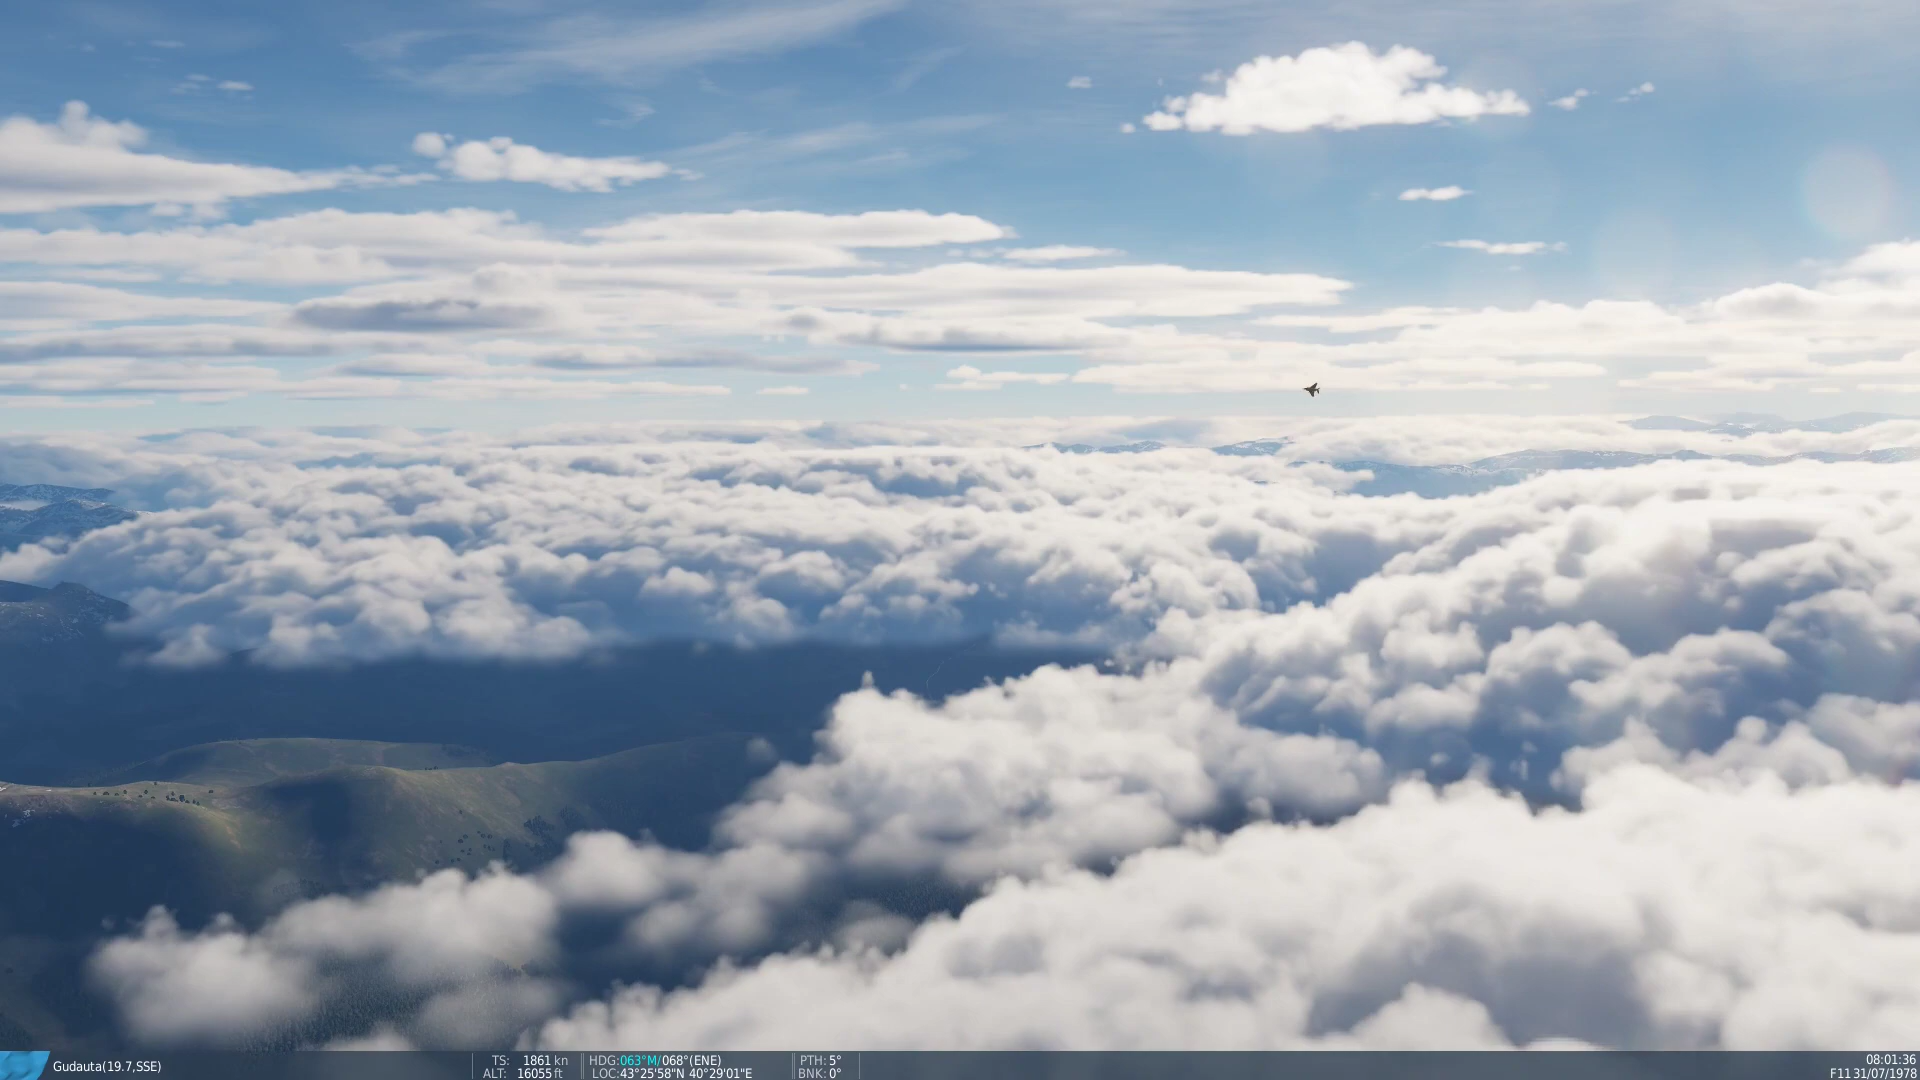 Gudauta(19.7,SSE)
TS: 1861 kn
ALT: 16055 ft
HDG:063°M/068°(ENE)
LOC:43°25'58"N 40°29'01"E
PTH: 5°
BNK: 0°
08:01:36
F11 31/07/1978